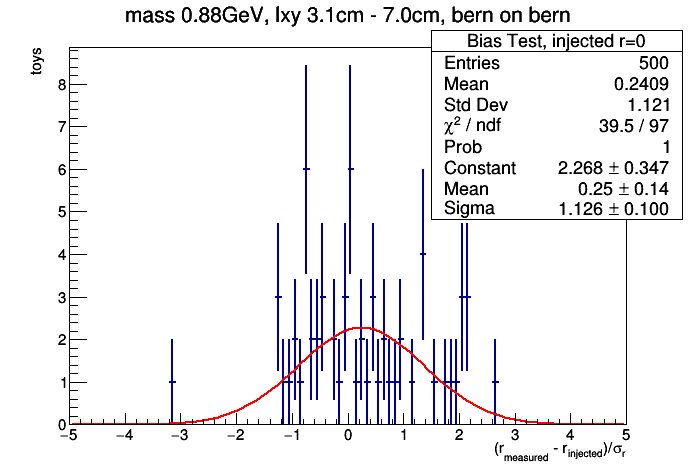 mass 0.88GeV, lxy 3.1cm - 7.0cm, bern on bern
Bias Test, injected r=0
Entries 500
Mean 0.2409
Std Dev 1.121
χ² / ndf 39.5 / 97
Prob 1
Constant 2.268 ± 0.347
Mean 0.25 ± 0.14
Sigma 1.126 ± 0.100
toys
8
7
6
5
4
3
2
1
0
−5 −4 −3 −2 −1 0 1 2 3 4 5
(r_measured - r_injected)/σ_r